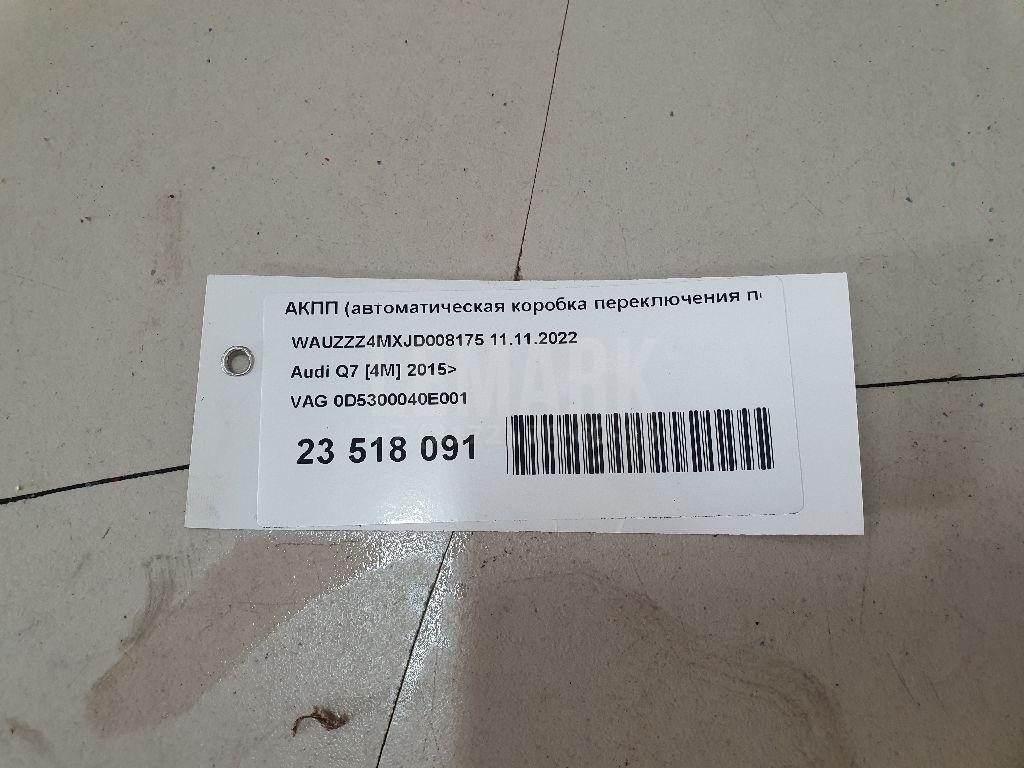 АКПП (автоматическая коробка переключения
WAUZZZ4MXJD008175 11.11.2022
Audi Q7 [4M] 2015>
VAG 0D5300040E001
23 518 091